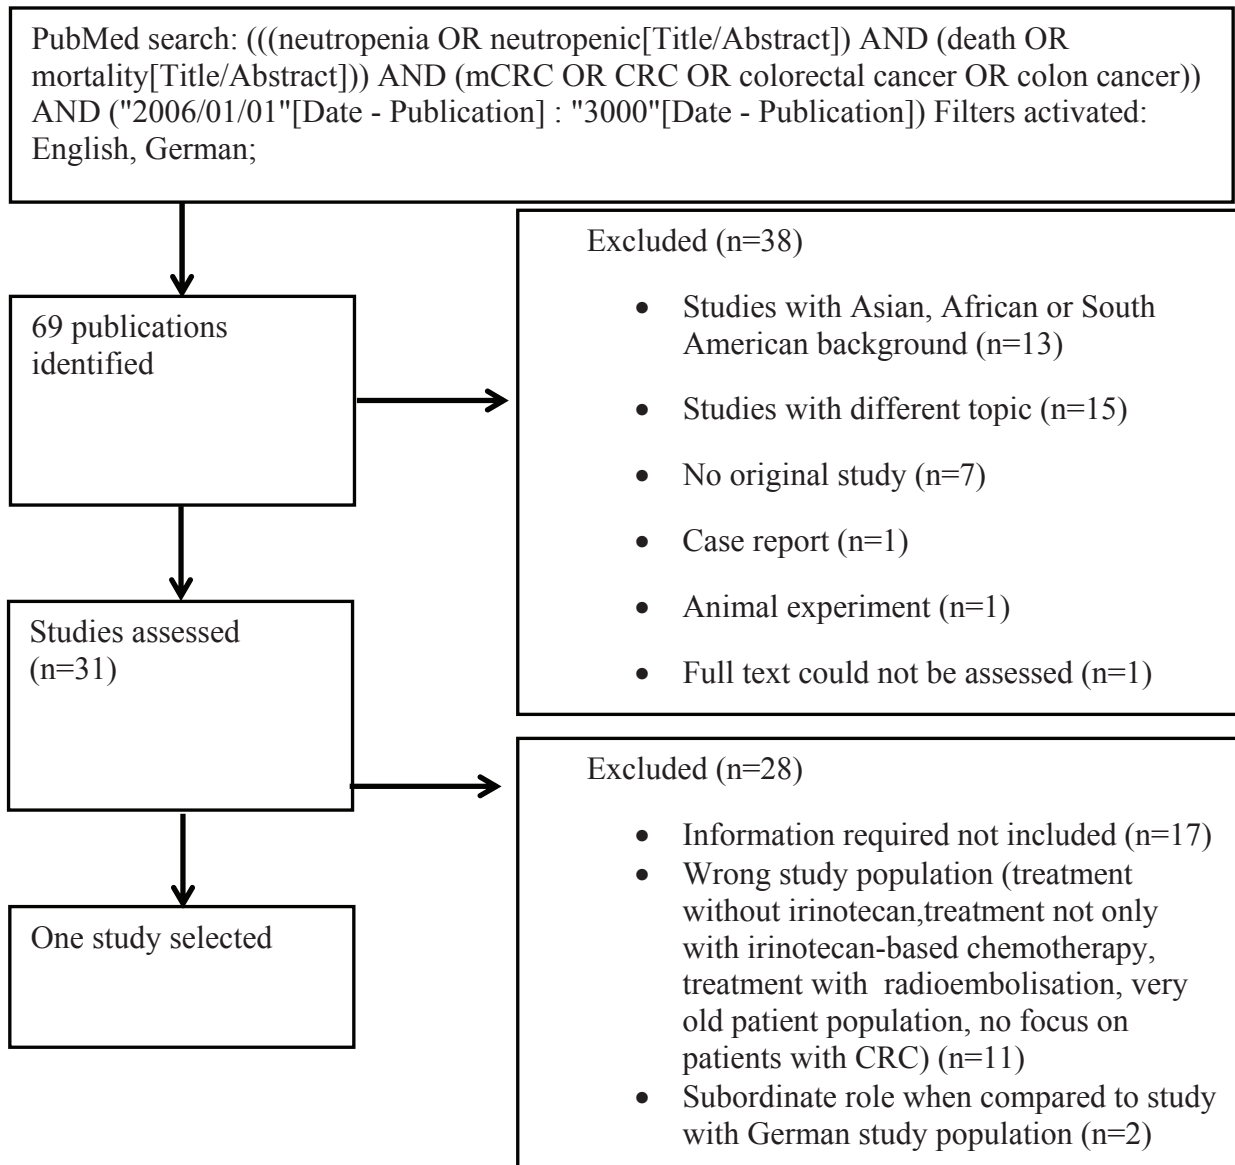 PubMed search: (((neutropenia OR neutropenic[Title/Abstract]) AND (death OR
mortality[Title/Abstract])) AND (mCRC OR CRC OR colorectal cancer OR colon cancer))
AND ("2006/01/01"[Date - Publication] : "3000"[Date - Publication]) Filters activated:
English, German;
69 publications
identified
Excluded (n=38)
• Studies with Asian, African or South
American background (n=13)
• Studies with different topic (n=15)
• No original study (n=7)
• Case report (n=1)
• Animal experiment (n=1)
• Full text could not be assessed (n=1)
Studies assessed
(n=31)
Excluded (n=28)
• Information required not included (n=17)
• Wrong study population (treatment
without irinotecan,treatment not only
with irinotecan-based chemotherapy,
treatment with radioembolisation, very
old patient population, no focus on
patients with CRC) (n=11)
• Subordinate role when compared to study
with German study population (n=2)
One study selected